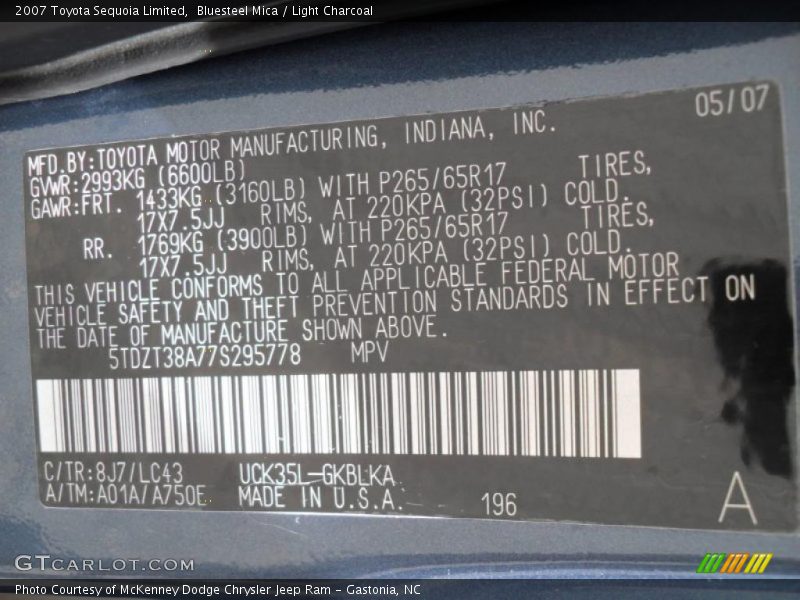 2007 Toyota Sequoia Limited,  Bluesteel Mica / Light Charcoal
05/07
MFD.BY:TOYOTA MOTOR MANUFACTURING, INDIANA, INC.
GVWR:2993KG (6600LB)
GAWR:FRT. 1433KG (3160LB) WITH P265/65R17 TIRES,
17X7.5JJ RIMS, AT 220KPA (32PSI) COLD.
RR. 1769KG (3900LB) WITH P265/65R17 TIRES,
17X7.5JJ RIMS, AT 220KPA (32PSI) COLD.
THIS VEHICLE CONFORMS TO ALL APPLICABLE FEDERAL MOTOR
VEHICLE SAFETY AND THEFT PREVENTION STANDARDS IN EFFECT ON
THE DATE OF MANUFACTURE SHOWN ABOVE.
5TDZT38A77S295778 MPV
C/TR:8J7/LC43 UCK35L-GKBLKA
A/TM:A01A/A750E MADE IN U.S.A. 196 A
GTCARLOT.COM
Photo Courtesy of McKenney Dodge Chrysler Jeep Ram – Gastonia, NC